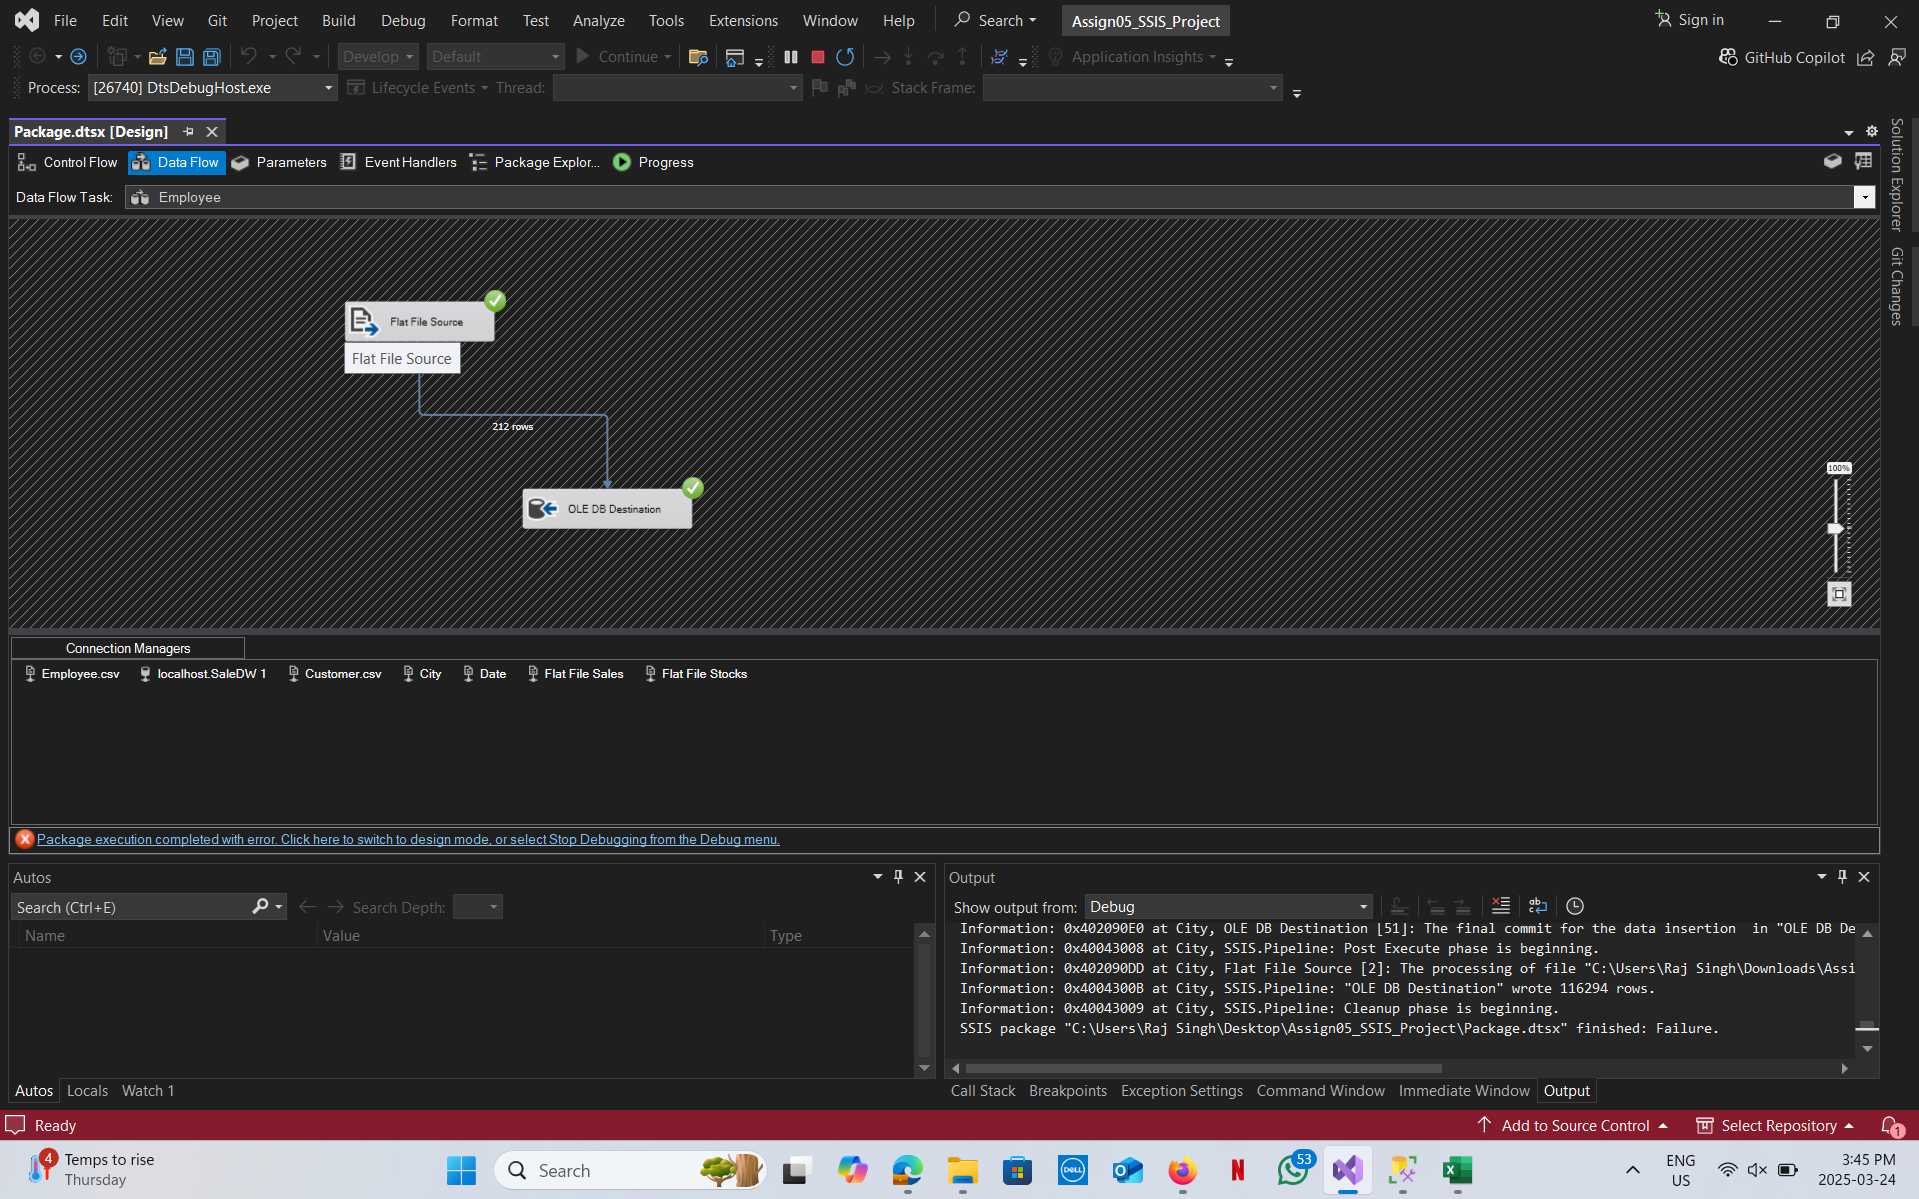 File Edit View Git Project Build Debug Format Test Analyze Tools Extensions Window Help Search Assign05_SSIS_Project Sign in
Develop Default Continue Application Insights GitHub Copilot
Process: [26740] DtsDebugHost.exe Lifecycle Events Thread: Stack Frame:
Package.dtsx [Design]
Control Flow Data Flow Parameters Event Handlers Package Explor... Progress
Data Flow Task: Employee
Solution Explorer
Git Changes
Flat File Source
Flat File Source
212 rows
OLE DB Destination
100%
Connection Managers
Employee.csv localhost.SaleDW 1 Customer.csv City Date Flat File Sales Flat File Stocks
Package execution completed with error. Click here to switch to design mode, or select Stop Debugging from the Debug menu.
Autos
Search (Ctrl+E) Search Depth:
Name Value Type
Autos Locals Watch 1
Output
Show output from: Debug
Information: 0x402090E0 at City, OLE DB Destination [51]: The final commit for the data insertion  in "OLE DB De
Information: 0x40043008 at City, SSIS.Pipeline: Post Execute phase is beginning.
Information: 0x402090DD at City, Flat File Source [2]: The processing of file "C:\Users\Raj Singh\Downloads\Assi
Information: 0x4004300B at City, SSIS.Pipeline: "OLE DB Destination" wrote 116294 rows.
Information: 0x40043009 at City, SSIS.Pipeline: Cleanup phase is beginning.
SSIS package "C:\Users\Raj Singh\Desktop\Assign05_SSIS_Project\Package.dtsx" finished: Failure.
Call Stack Breakpoints Exception Settings Command Window Immediate Window Output
Ready Add to Source Control Select Repository 1
4 Temps to rise
Thursday
Search
DELL
N
53
ENG
US
3:45 PM
2025-03-24